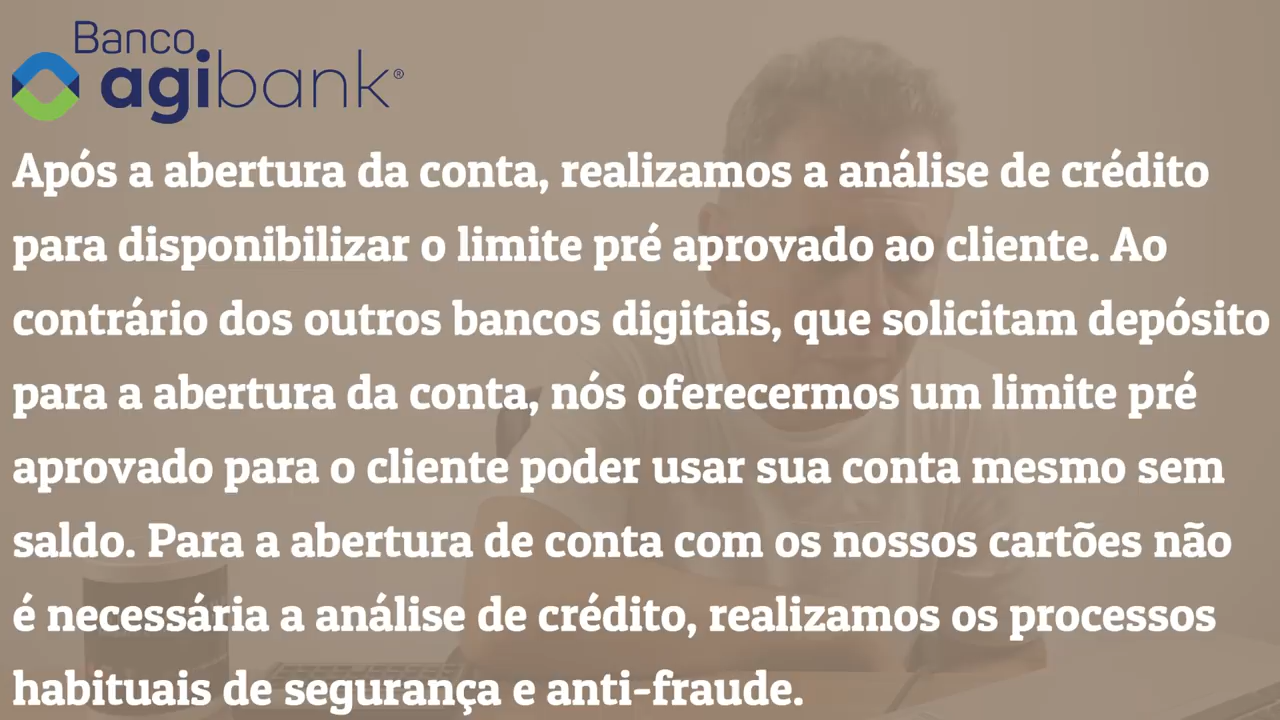 Banco
agibank®
Após a abertura da conta, realizamos a análise de crédito
para disponibilizar o limite pré aprovado ao cliente. Ao
contrário dos outros bancos digitais, que solicitam depósito
para a abertura da conta, nós oferecermos um limite pré
aprovado para o cliente poder usar sua conta mesmo sem
saldo. Para a abertura de conta com os nossos cartões não
é necessária a análise de crédito, realizamos os processos
habituais de segurança e anti-fraude.